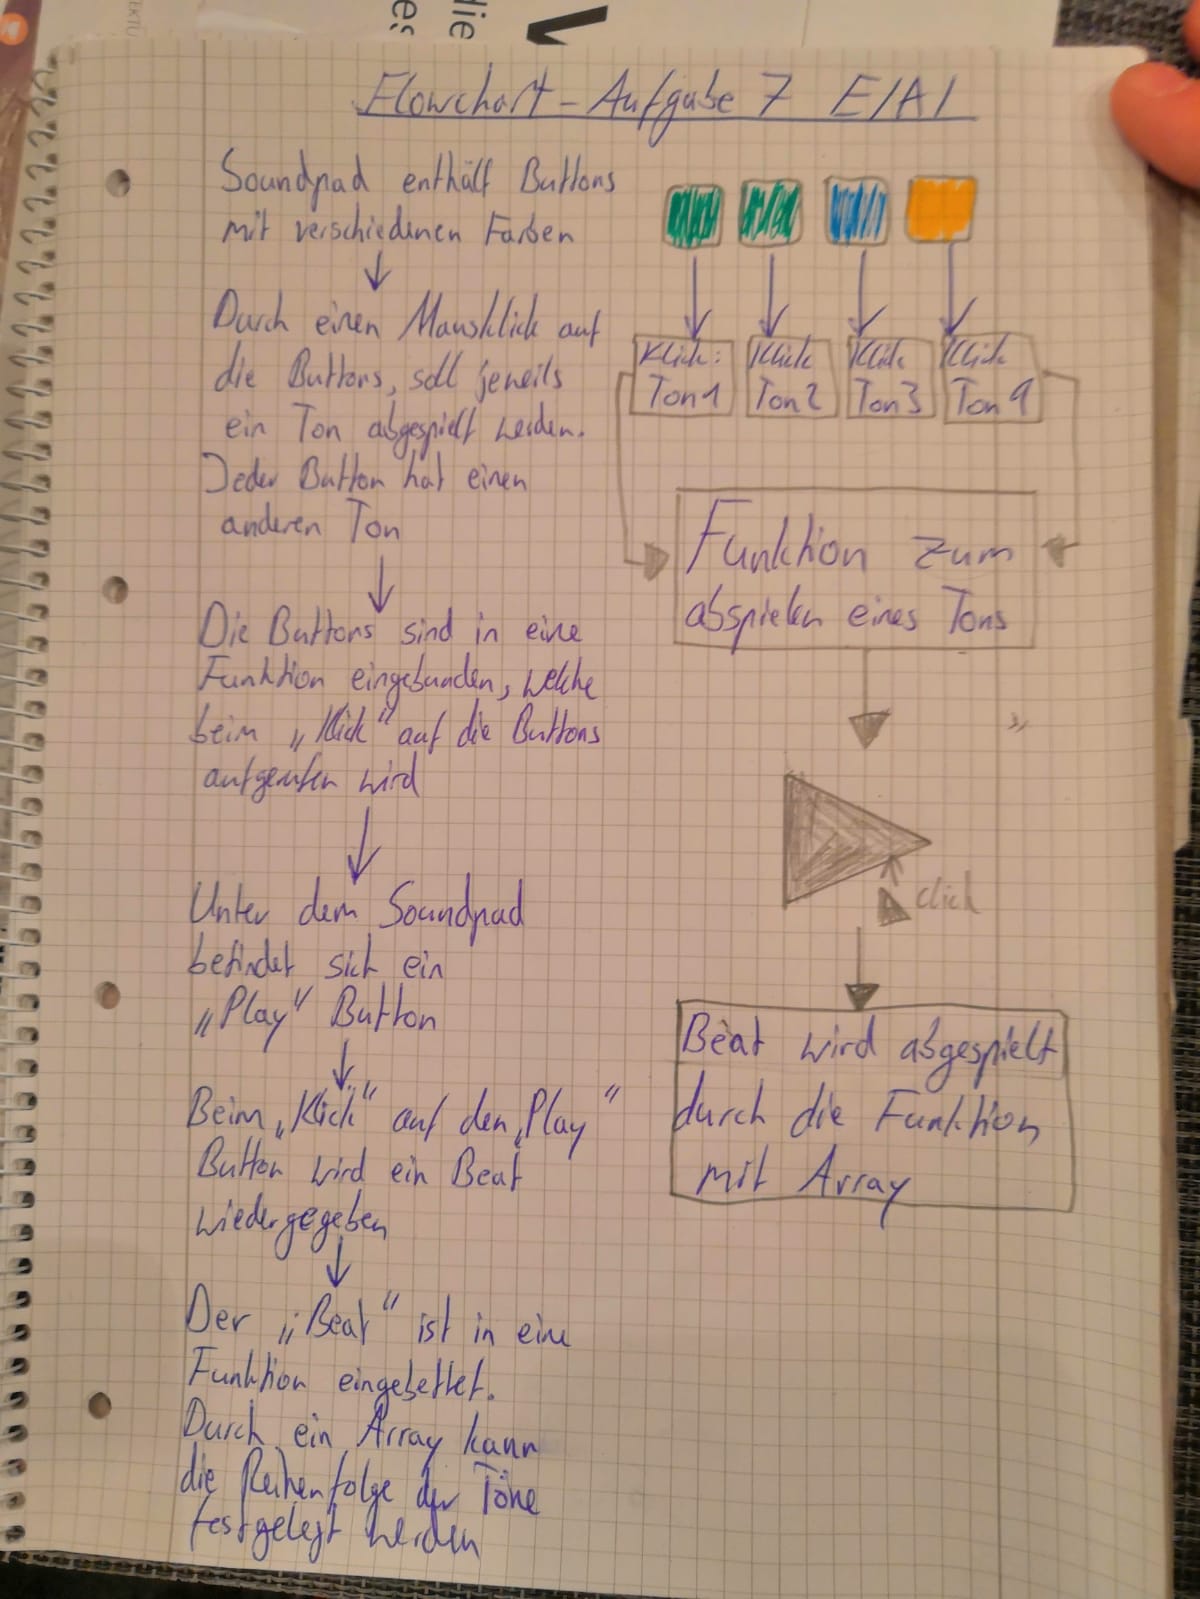 Flowchart - Aufgabe 7 EIA1
Soundpad enthält Buttons
mit verschiedenen Farben
Durch einen Mausklick auf
die Buttons, soll jeweils
ein Ton abgespielt werden.
Jeder Button hat einen
anderen Ton
Die Buttons sind in eine
Funktion eingebunden, welche
beim „Klick“ auf die Buttons
aufgerufen wird
Unter dem Soundpad
befindet sich ein
„Play“ Button
Beim „Klick“ auf den „Play“
Button wird ein Beat
wiedergegeben
Der „Beat“ ist in eine
Funktion eingebettet.
Durch ein Array kann
die Reihenfolge der Töne
festgelegt werden
Klick:
Ton 1
Klick
Ton 2
Klick
Ton 3
Klick
Ton 9
Funktion zum
abspielen eines Tons
Click
Beat wird abgespielt
durch die Funktion
mit Array
die
es